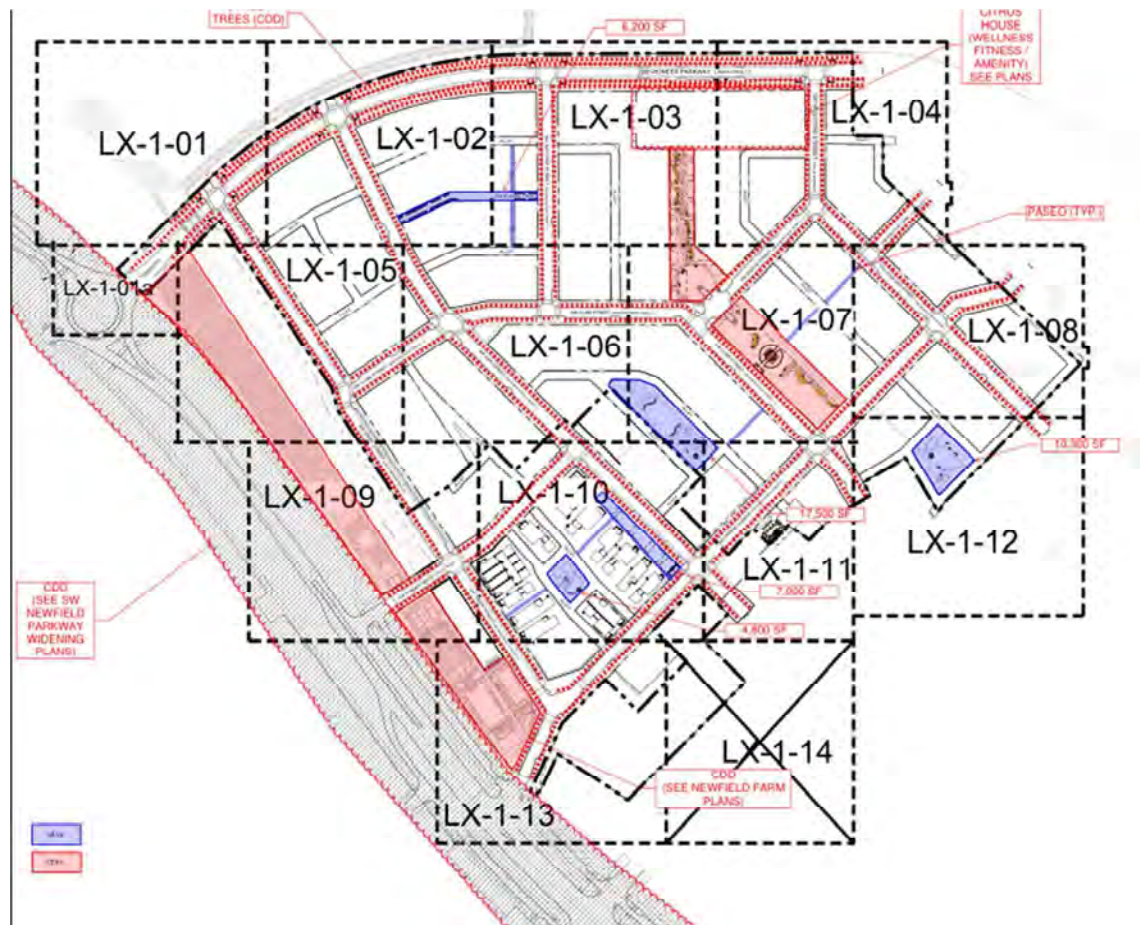 TREES (CDD)
6,200 SF
CITRUS
HOUSE
(WELLNESS
FITNESS /
AMENITY)
SEE PLANS
LX-1-01
LX-1-02
LX-1-03
LX-1-04
PASEO (TYP.)
LX-1-01a
LX-1-05
LX-1-06
LX-1-07
LX-1-08
10,300 SF
LX-1-09
LX-1-10
17,500 SF
LX-1-11
LX-1-12
7,000 SF
4,800 SF
CDD
(SEE SW
NEWFIELD
PARKWAY
WIDENING
PLANS)
LX-1-14
CDD
(SEE NEWFIELD FARM
PLANS)
LX-1-13